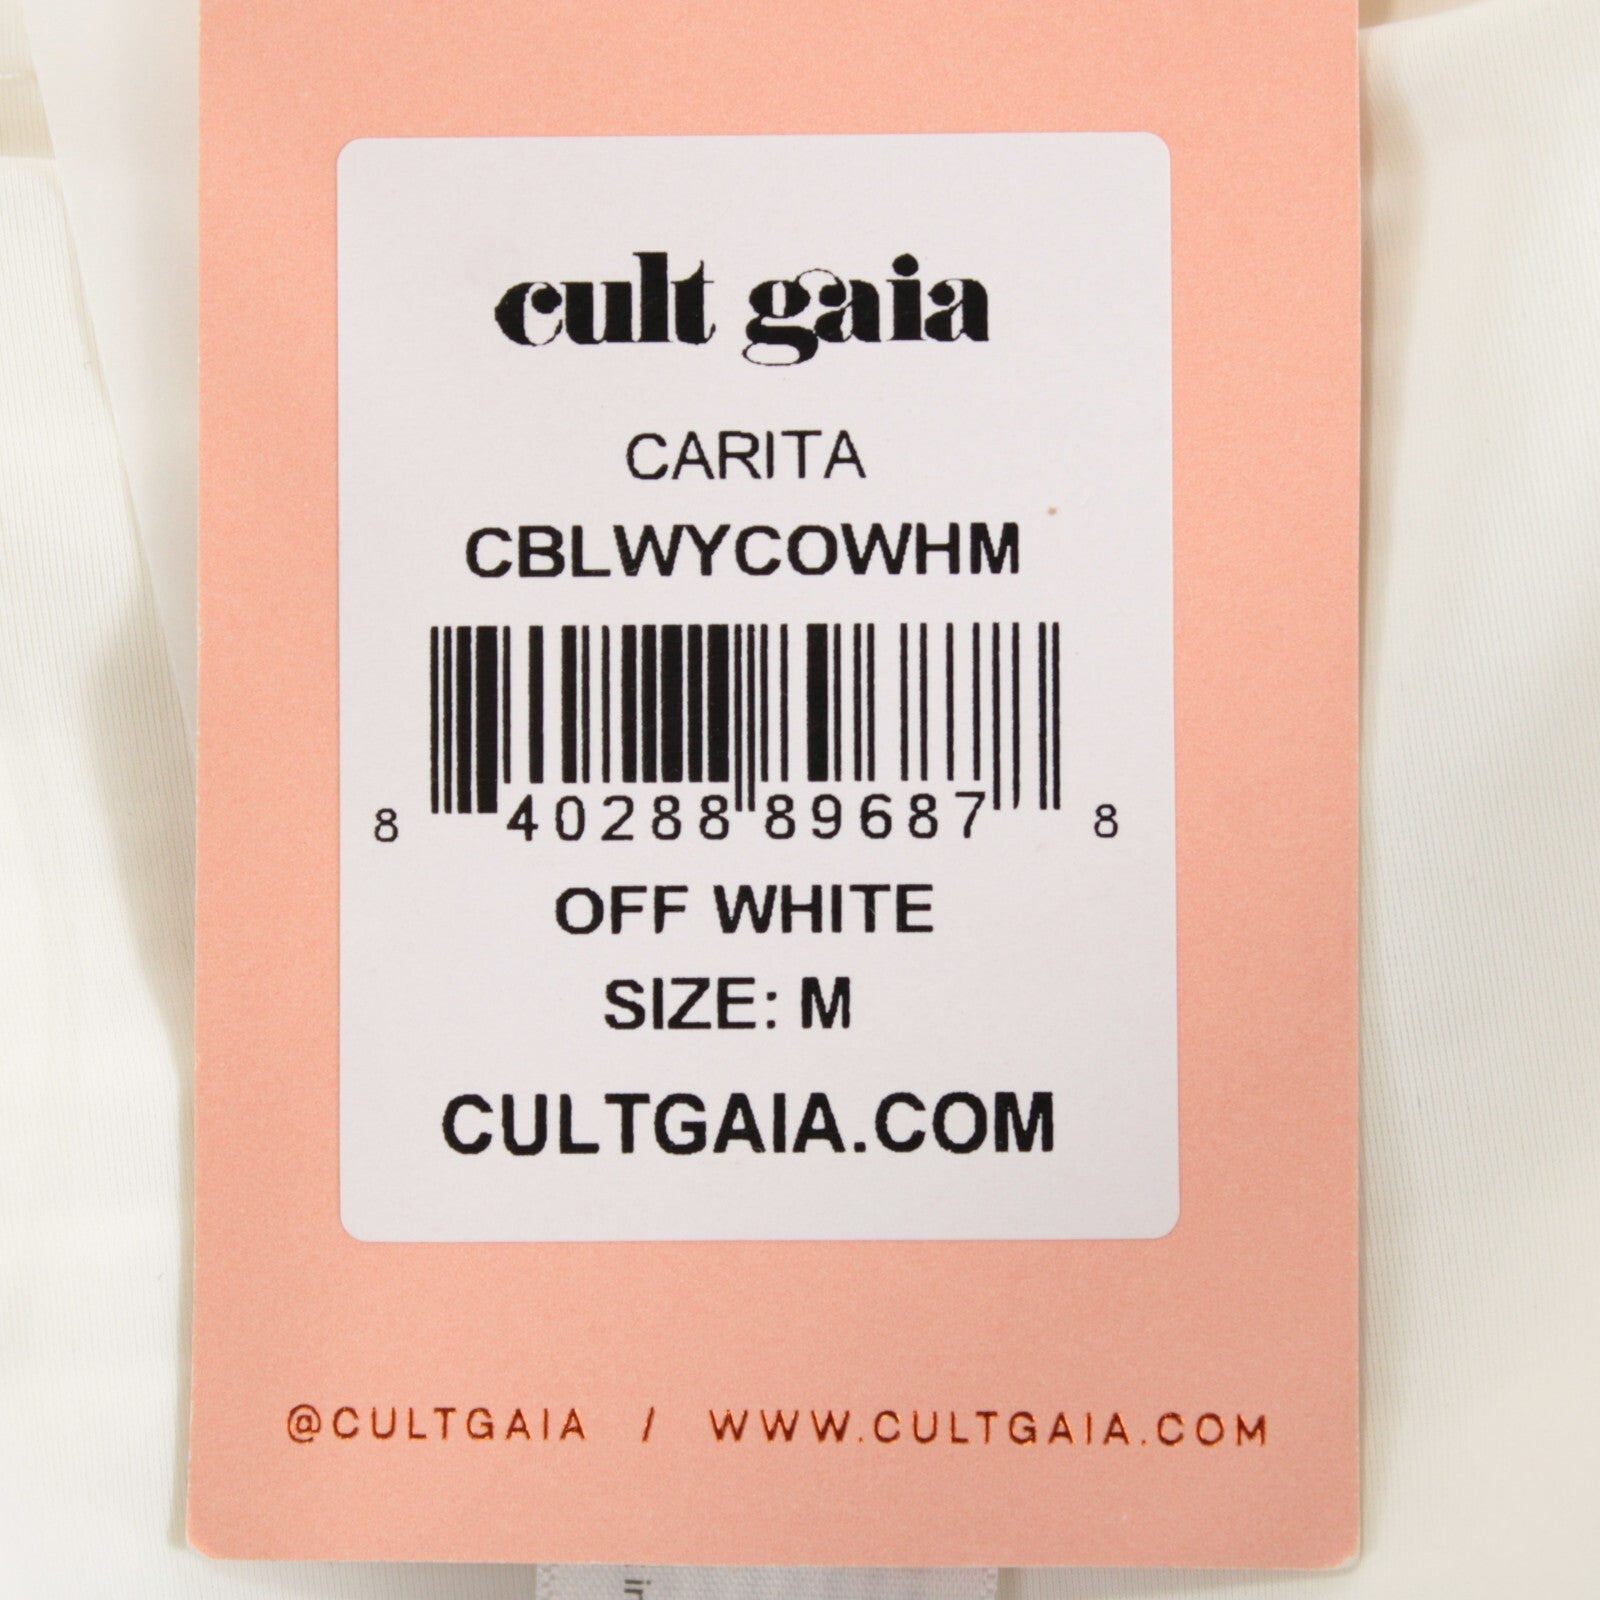 cult gaia
CARITA
CBLWYCOWHM
8 40288 89687 8
OFF WHITE
SIZE: M
CULTGAIA.COM
@CULTGAIA / WWW.CULTGAIA.COM